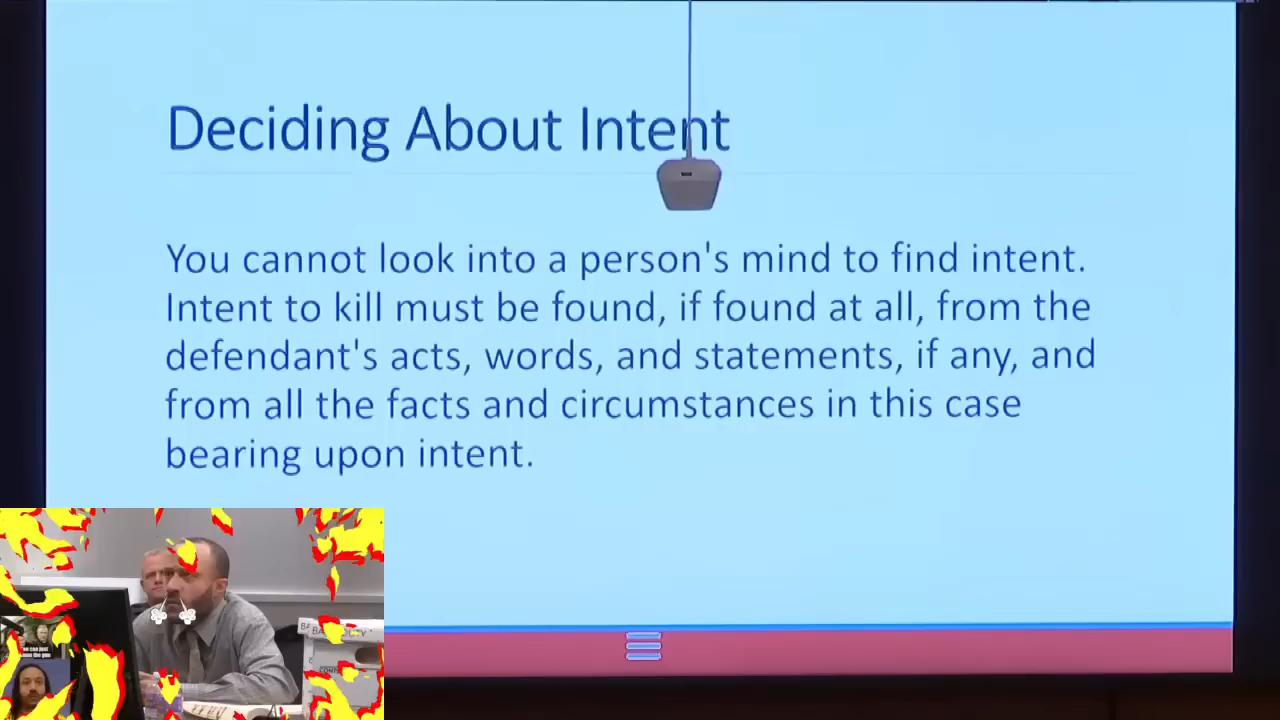 Deciding About Intent
You cannot look into a person's mind to find intent.
Intent to kill must be found, if found at all, from the
defendant's acts, words, and statements, if any, and
from all the facts and circumstances in this case
bearing upon intent.